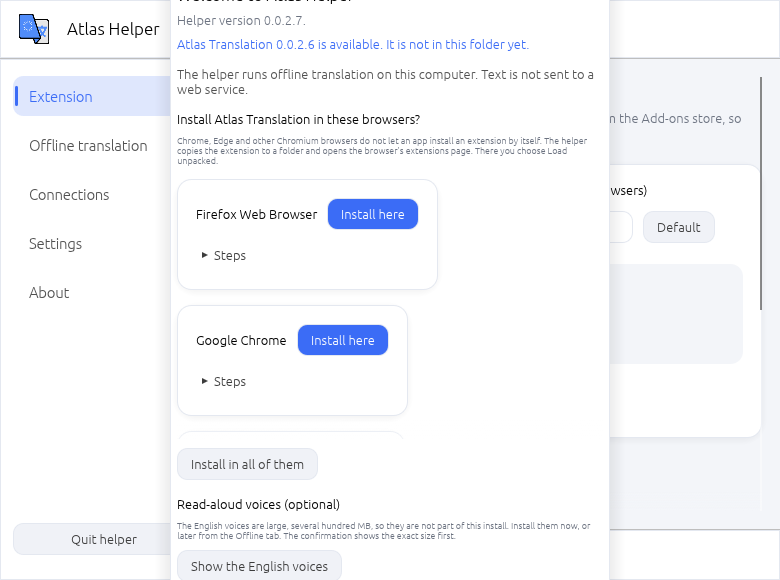 Atlas Helper
Extension
Offline translation
Connections
Settings
About
Quit helper
Helper version 0.0.2.7.
Atlas Translation 0.0.2.6 is available. It is not in this folder yet.
The helper runs offline translation on this computer. Text is not sent to a
web service.
Install Atlas Translation in these browsers?
Chrome, Edge and other Chromium browsers do not let an app install an extension by itself. The helper
copies the extension to a folder and opens the browser's extensions page. There you choose Load
unpacked.
Firefox Web Browser
Install here
▸ Steps
Google Chrome
Install here
▸ Steps
Install in all of them
Read-aloud voices (optional)
The English voices are large, several hundred MB, so they are not part of this install. Install them now, or
later from the Offline tab. The confirmation shows the exact size first.
Show the English voices
the Add-ons store, so
Default